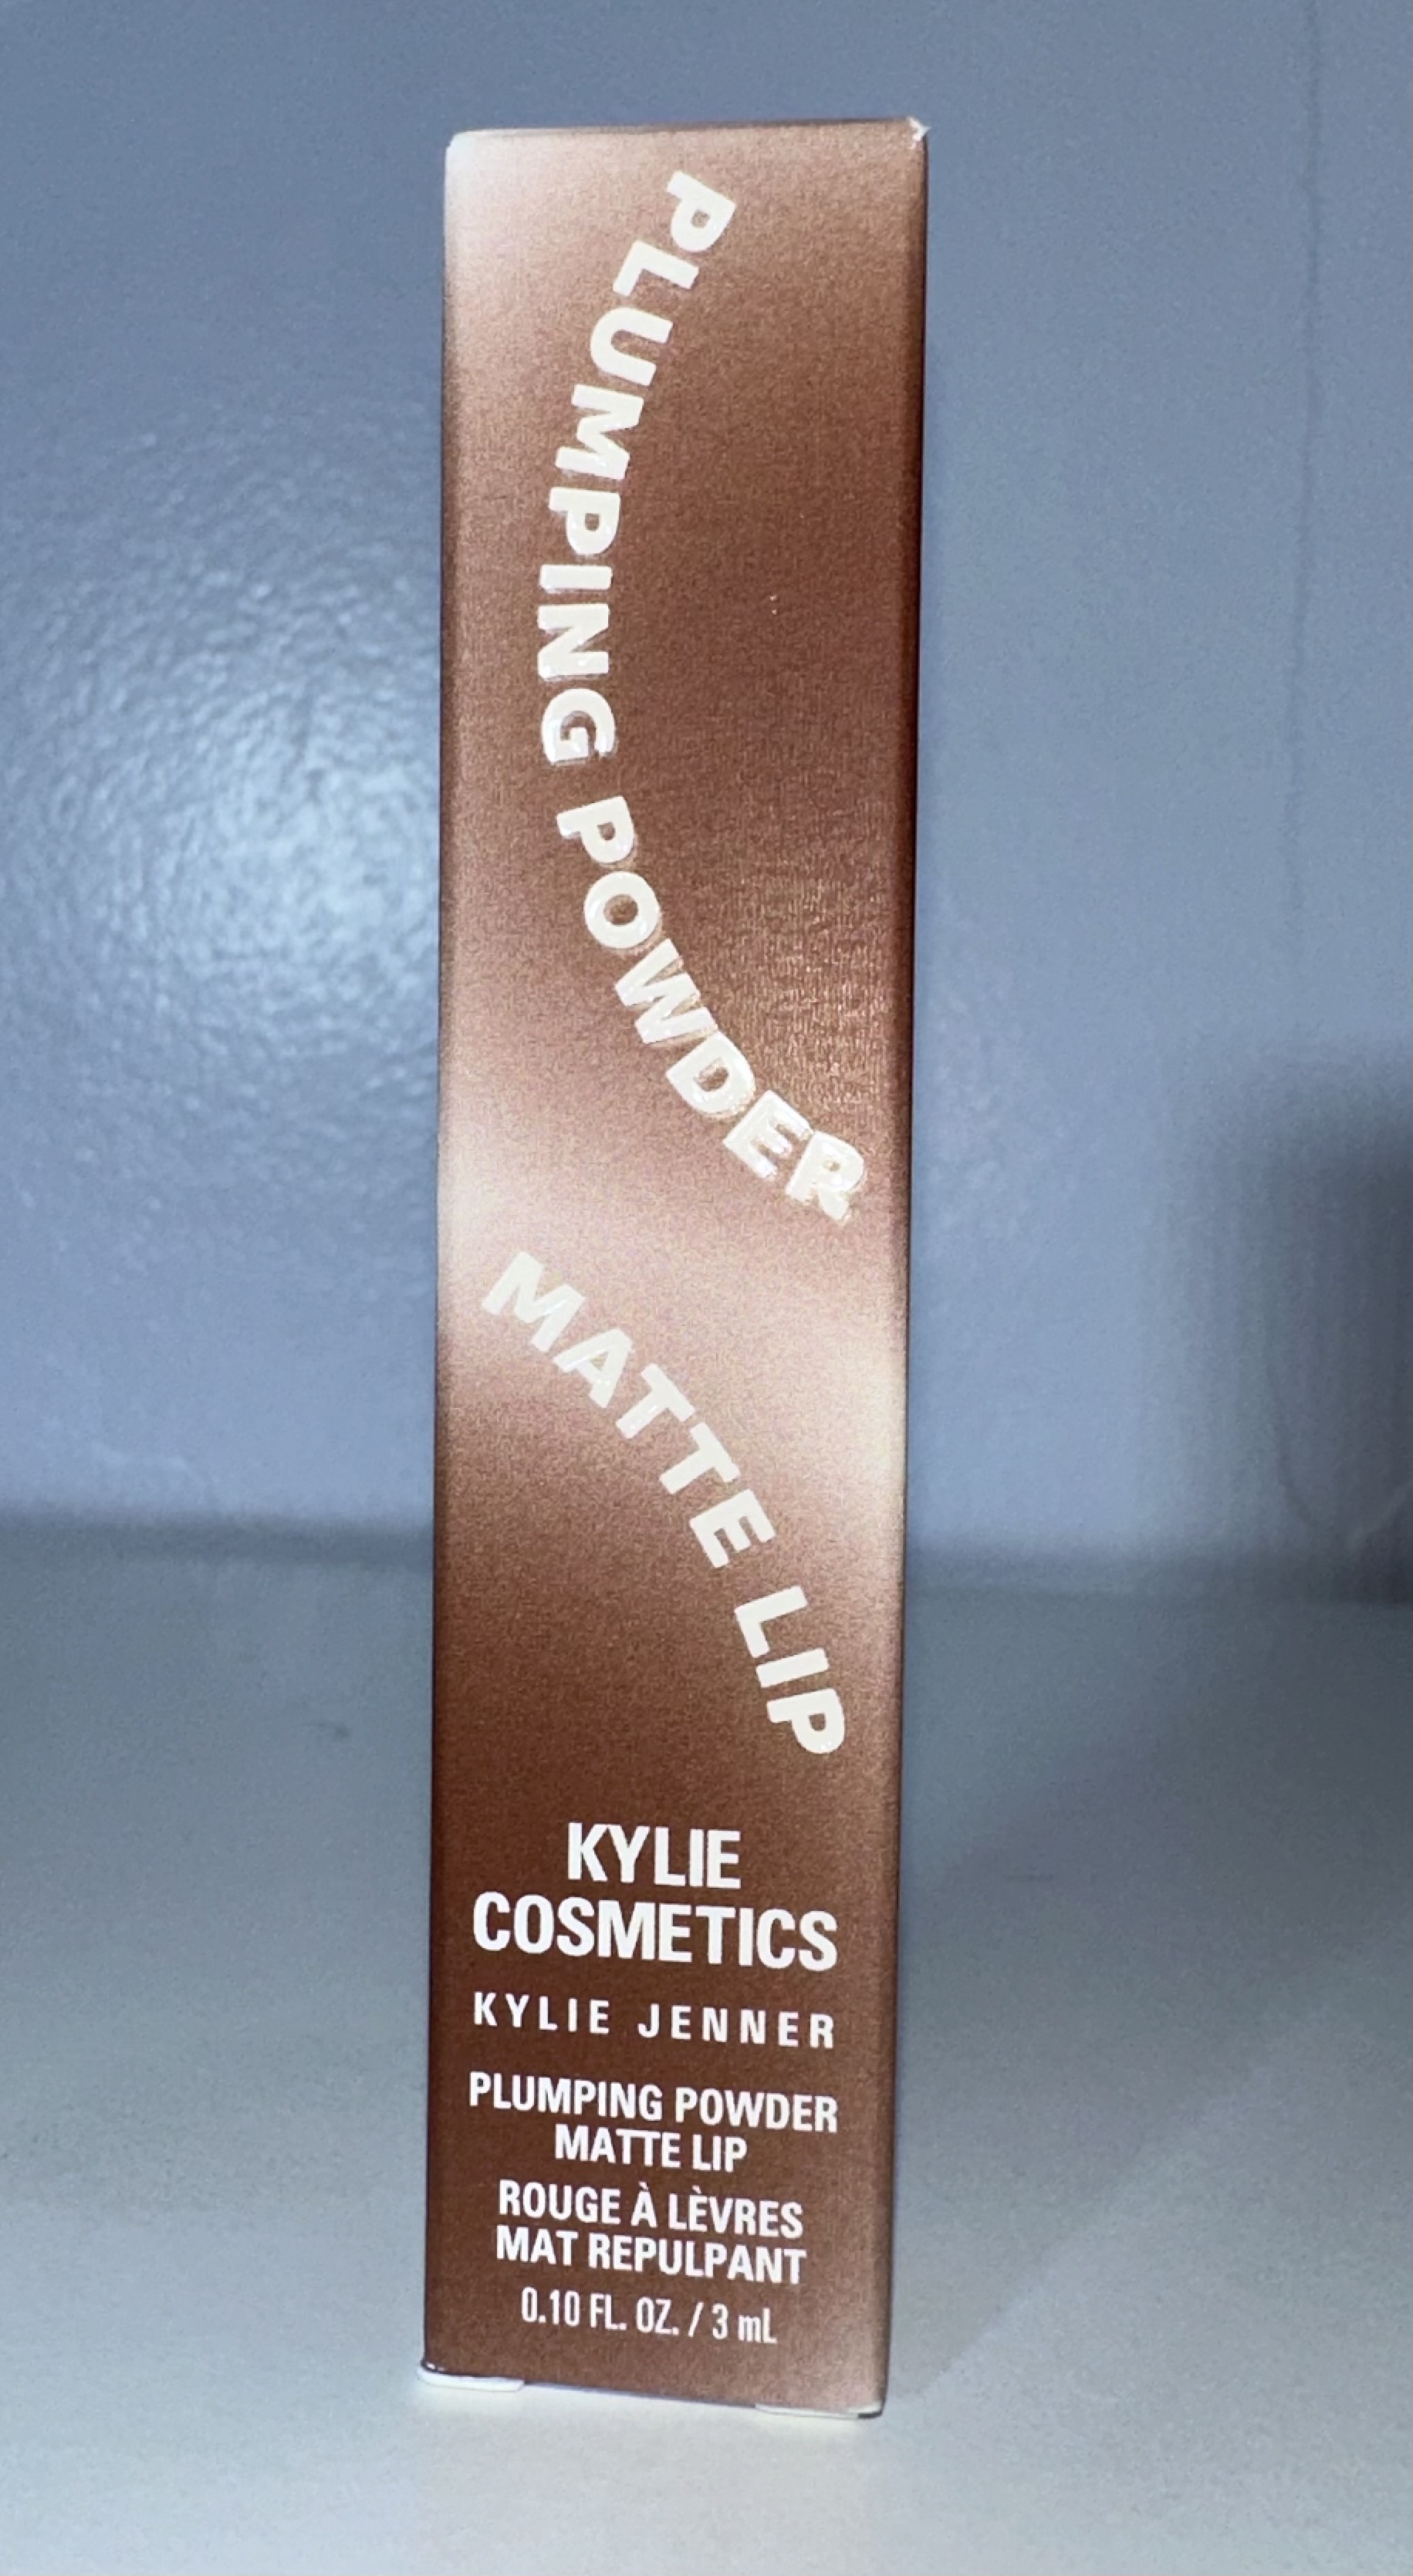 PLUMPING POWDER
MATTE LIP
KYLIE
COSMETICS
KYLIE JENNER
PLUMPING POWDER
MATTE LIP
ROUGE À LÈVRES
MAT REPULPANT
0.10 FL. OZ. / 3 mL